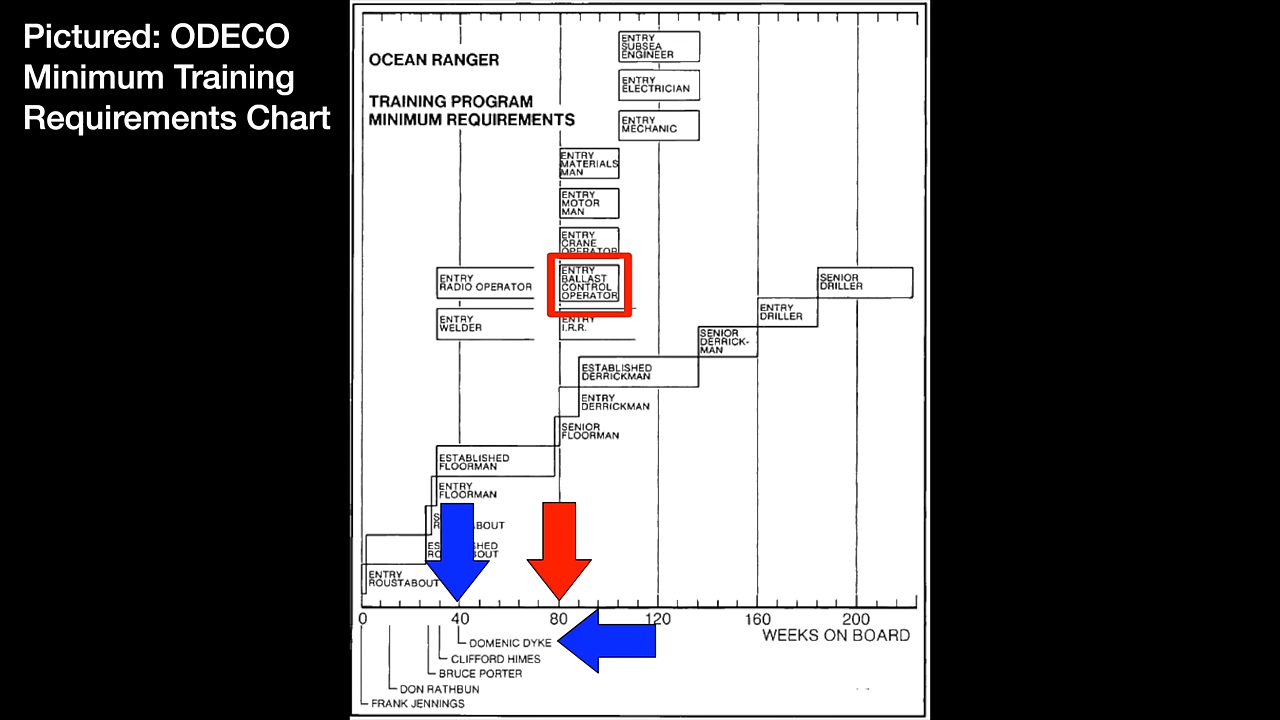 Pictured: ODECO
Minimum Training
Requirements Chart
OCEAN RANGER
TRAINING PROGRAM
MINIMUM REQUIREMENTS
ENTRY
SUBSEA
ENGINEER
ENTRY
ELECTRICIAN
ENTRY
MECHANIC
ENTRY
MATERIALS
MAN
ENTRY
MOTOR
MAN
ENTRY
CRANE
OPERATOR
ENTRY
RADIO OPERATOR
ENTRY
BALLAST
CONTROL
OPERATOR
SENIOR
DRILLER
ENTRY
WELDER
ENTRY
I.R.R.
ENTRY
DRILLER
SENIOR
DERRICK-
MAN
ESTABLISHED
DERRICKMAN
ENTRY
DERRICKMAN
SENIOR
FLOORMAN
ESTABLISHED
FLOORMAN
ENTRY
FLOORMAN
ENTRY
ROUSTABOUT
0 40 80 120 160 200
WEEKS ON BOARD
DOMENIC DYKE
CLIFFORD HIMES
BRUCE PORTER
DON RATHBUN
FRANK JENNINGS